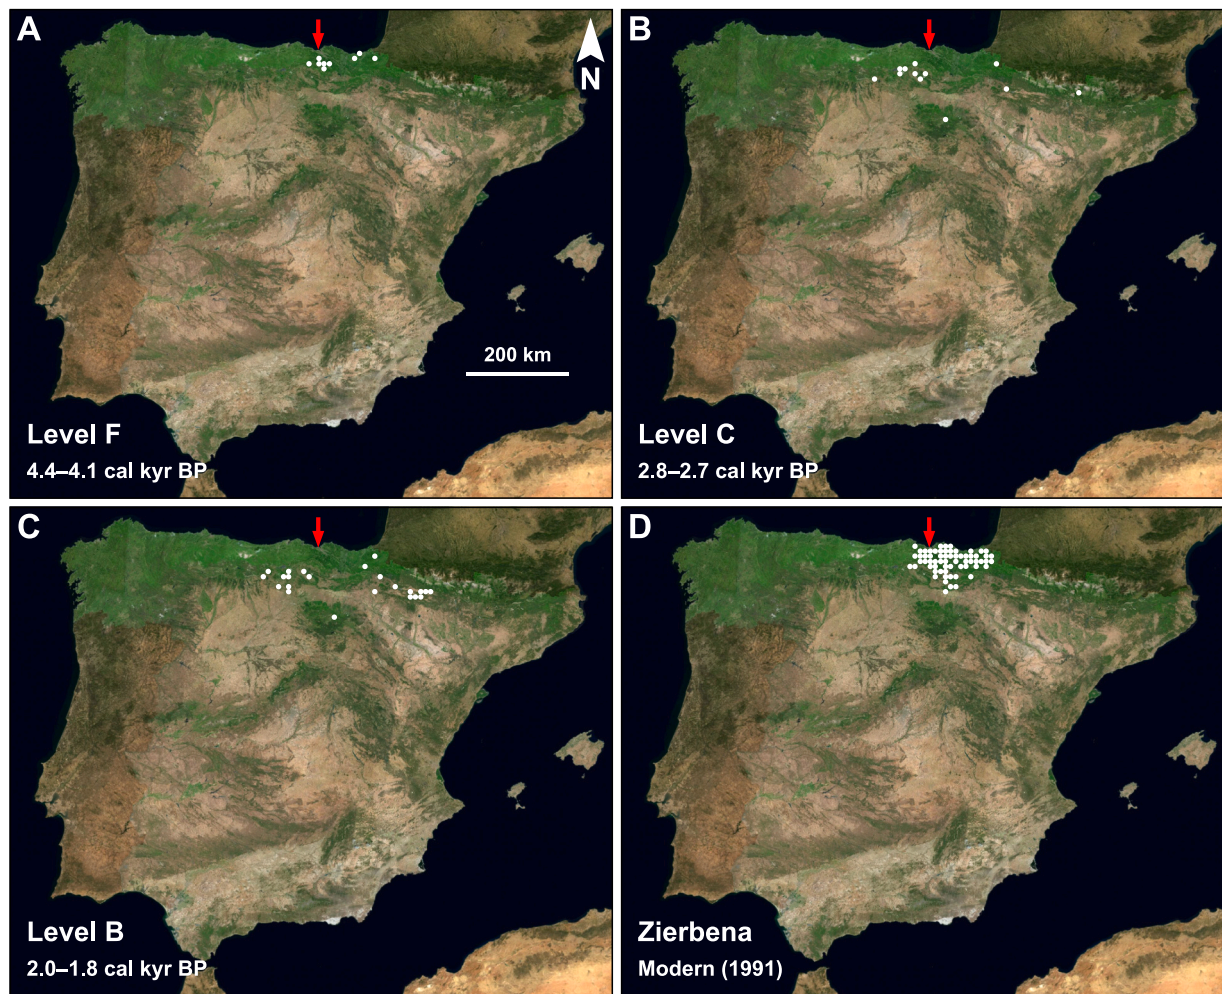 A
N
200 km
Level F
4.4–4.1 cal kyr BP
B
Level C
2.8–2.7 cal kyr BP
C
Level B
2.0–1.8 cal kyr BP
D
Zierbena
Modern (1991)